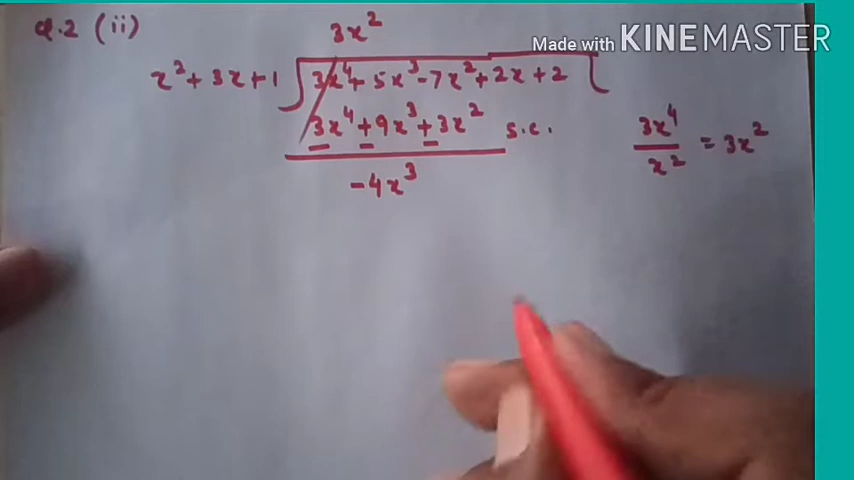 Q.2 (ii)
3x²
Made with KINEMASTER
x² + 3x + 1 ) 3x⁴ + 5x³ - 7x² + 2x + 2 (
3x⁴ + 9x³ + 3x² S.C.
- - -
-4x³
3x⁴/x² = 3x²